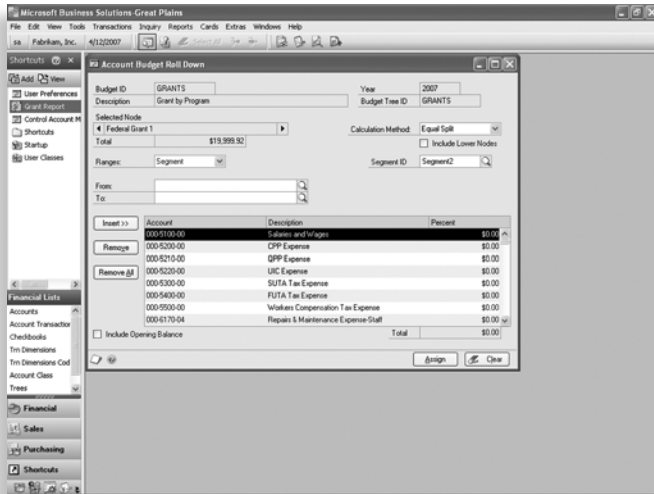 Microsoft Business Solutions-Great Plains
File Edit View Tools Transactions Inquiry Reports Cards Extras Windows Help
sa Fabrikam, Inc. 4/12/2007 Select All
Shortcuts
Add View
User Preferences
Grant Report
Control Account M
Shortcuts
Startup
User Classes
Financial Lists
Accounts
Account Transaction
Checkbooks
Trn Dimensions
Trn Dimensions Cod
Account Class
Trees
Financial
Sales
Purchasing
Shortcuts
Account Budget Roll Down
Budget ID GRANTS Year 2007
Description Grant by Program Budget Tree ID GRANTS
Selected Node
Federal Grant 1 Calculation Method: Equal Split
Total $19,999.92 Include Lower Nodes
Ranges: Segment Segment ID Segment2
From:
To:
Insert >> Account Description Percent
000-5100-00 Salaries and Wages $0.00
Remove 000-5200-00 CPP Expense $0.00
000-5210-00 QPP Expense $0.00
Remove All 000-5220-00 UIC Expense $0.00
000-5300-00 SUTA Tax Expense $0.00
000-5400-00 FUTA Tax Expense $0.00
000-5500-00 Workers Compensation Tax Expense $0.00
000-6170-04 Repairs & Maintenance Expense-Staff $0.00
Include Opening Balance Total $0.00
Assign Clear